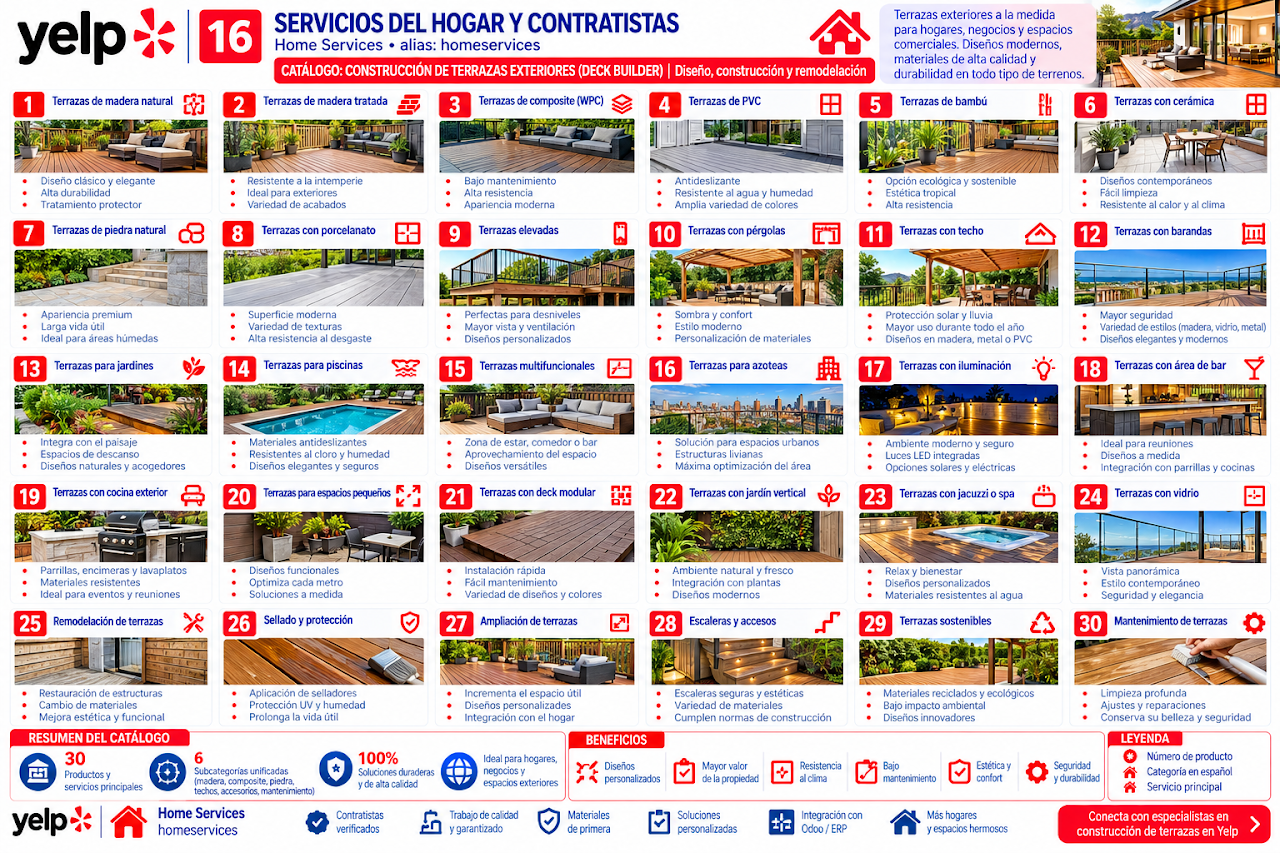 yelp
16
SERVICIOS DEL HOGAR Y CONTRATISTAS
Home Services • alias: homeservices
CATÁLOGO: CONSTRUCCIÓN DE TERRAZAS EXTERIORES (DECK BUILDER) | Diseño, construcción y remodelación
Terrazas exteriores a la medida
para hogares, negocios y espacios
comerciales. Diseños modernos,
materiales de alta calidad y
durabilidad en todo tipo de terrenos.
1 Terrazas de madera natural
• Diseño clásico y elegante
• Alta durabilidad
• Tratamiento protector
2 Terrazas de madera tratada
• Resistente a la intemperie
• Ideal para exteriores
• Variedad de acabados
3 Terrazas de composite (WPC)
• Bajo mantenimiento
• Alta resistencia
• Apariencia moderna
4 Terrazas de PVC
• Antideslizante
• Resistente al agua y humedad
• Amplia variedad de colores
5 Terrazas de bambú
• Opción ecológica y sostenible
• Estética tropical
• Alta resistencia
6 Terrazas con cerámica
• Diseños contemporáneos
• Fácil limpieza
• Resistente al calor y al clima
7 Terrazas de piedra natural
• Apariencia premium
• Larga vida útil
• Ideal para áreas húmedas
8 Terrazas con porcelanato
• Superficie moderna
• Variedad de texturas
• Alta resistencia al desgaste
9 Terrazas elevadas
• Perfectas para desniveles
• Mayor vista y ventilación
• Diseños personalizados
10 Terrazas con pérgolas
• Sombra y confort
• Estilo moderno
• Personalización de materiales
11 Terrazas con techo
• Protección solar y lluvia
• Mayor uso durante todo el año
• Diseños en madera, metal o PVC
12 Terrazas con barandas
• Mayor seguridad
• Variedad de estilos (madera, vidrio, metal)
• Diseños elegantes y modernos
13 Terrazas para jardines
• Integra con el paisaje
• Espacios de descanso
• Diseños naturales y acogedores
14 Terrazas para piscinas
• Materiales antideslizantes
• Resistentes al cloro y humedad
• Diseños elegantes y seguros
15 Terrazas multifuncionales
• Zona de estar, comedor o bar
• Aprovechamiento del espacio
• Diseños versátiles
16 Terrazas para azoteas
• Solución para espacios urbanos
• Estructuras livianas
• Máxima optimización del área
17 Terrazas con iluminación
• Ambiente moderno y seguro
• Luces LED integradas
• Opciones solares y eléctricas
18 Terrazas con área de bar
• Ideal para reuniones
• Diseños a medida
• Integración con parrillas y cocinas
19 Terrazas con cocina exterior
• Parrillas, encimeras y lavaplatos
• Materiales resistentes
• Ideal para eventos y reuniones
20 Terrazas para espacios pequeños
• Diseños funcionales
• Optimiza cada metro
• Soluciones a medida
21 Terrazas con deck modular
• Instalación rápida
• Fácil mantenimiento
• Variedad de diseños y colores
22 Terrazas con jardín vertical
• Ambiente natural y fresco
• Integración con plantas
• Diseños modernos
23 Terrazas con jacuzzi o spa
• Relax y bienestar
• Diseños personalizados
• Materiales resistentes al agua
24 Terrazas con vidrio
• Vista panorámica
• Estilo contemporáneo
• Seguridad y elegancia
25 Remodelación de terrazas
• Restauración de estructuras
• Cambio de materiales
• Mejora estética y funcional
26 Sellado y protección
• Aplicación de selladores
• Protección UV y humedad
• Prolonga la vida útil
27 Ampliación de terrazas
• Incrementa el espacio útil
• Diseños personalizados
• Integración con el hogar
28 Escaleras y accesos
• Escaleras seguras y estéticas
• Variedad de materiales
• Cumplen normas de construcción
29 Terrazas sostenibles
• Materiales reciclados y ecológicos
• Bajo impacto ambiental
• Diseños innovadores
30 Mantenimiento de terrazas
• Limpieza profunda
• Ajustes y reparaciones
• Conserva su belleza y seguridad
RESUMEN DEL CATÁLOGO
30
Productos y
servicios principales
6
Subcategorías unificadas
(madera, composite, piedra,
techos, accesorios, mantenimiento)
100%
Soluciones duraderas
y de alta calidad
Ideal para hogares,
negocios y
espacios exteriores
BENEFICIOS
Diseños
personalizados
Mayor valor
de la propiedad
Resistencia
al clima
Bajo
mantenimiento
Estética y
confort
Seguridad
y durabilidad
LEYENDA
Número de producto
Categoría en español
Servicio principal
yelp
Home Services
homeservices
Contratistas
verificados
Trabajo de calidad
y garantizado
Materiales
de primera
Soluciones
personalizadas
Integración con
Odoo / ERP
Más hogares
y espacios hermosos
Conecta con especialistas en
construcción de terrazas en Yelp